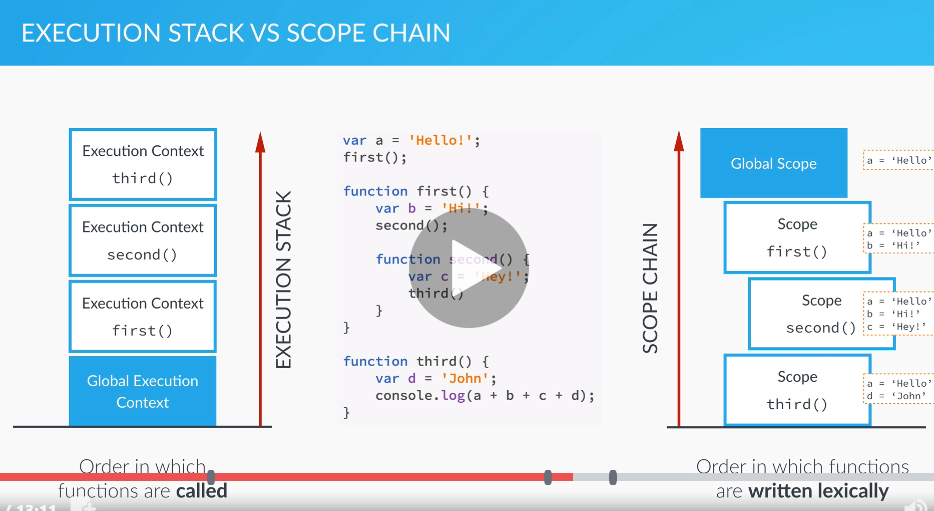 EXECUTION STACK VS SCOPE CHAIN
Execution Context
third()
Execution Context
second()
Execution Context
first()
Global Execution
Context
EXECUTION STACK
Order in which
functions are called
var a = 'Hello!';
first();
function first() {
var b = 'Hi!';
second();
function second() {
var c = 'Hey!';
third()
}
}
function third() {
var d = 'John';
console.log(a + b + c + d);
}
SCOPE CHAIN
Global Scope
a = ‘Hello’
Scope
first()
a = ‘Hello’
b = ‘Hi!’
Scope
second()
a = ‘Hello’
b = ‘Hi!’
c = ‘Hey!’
Scope
third()
a = ‘Hello’
d = ‘John’
Order in which functions
are written lexically
/ 13:11